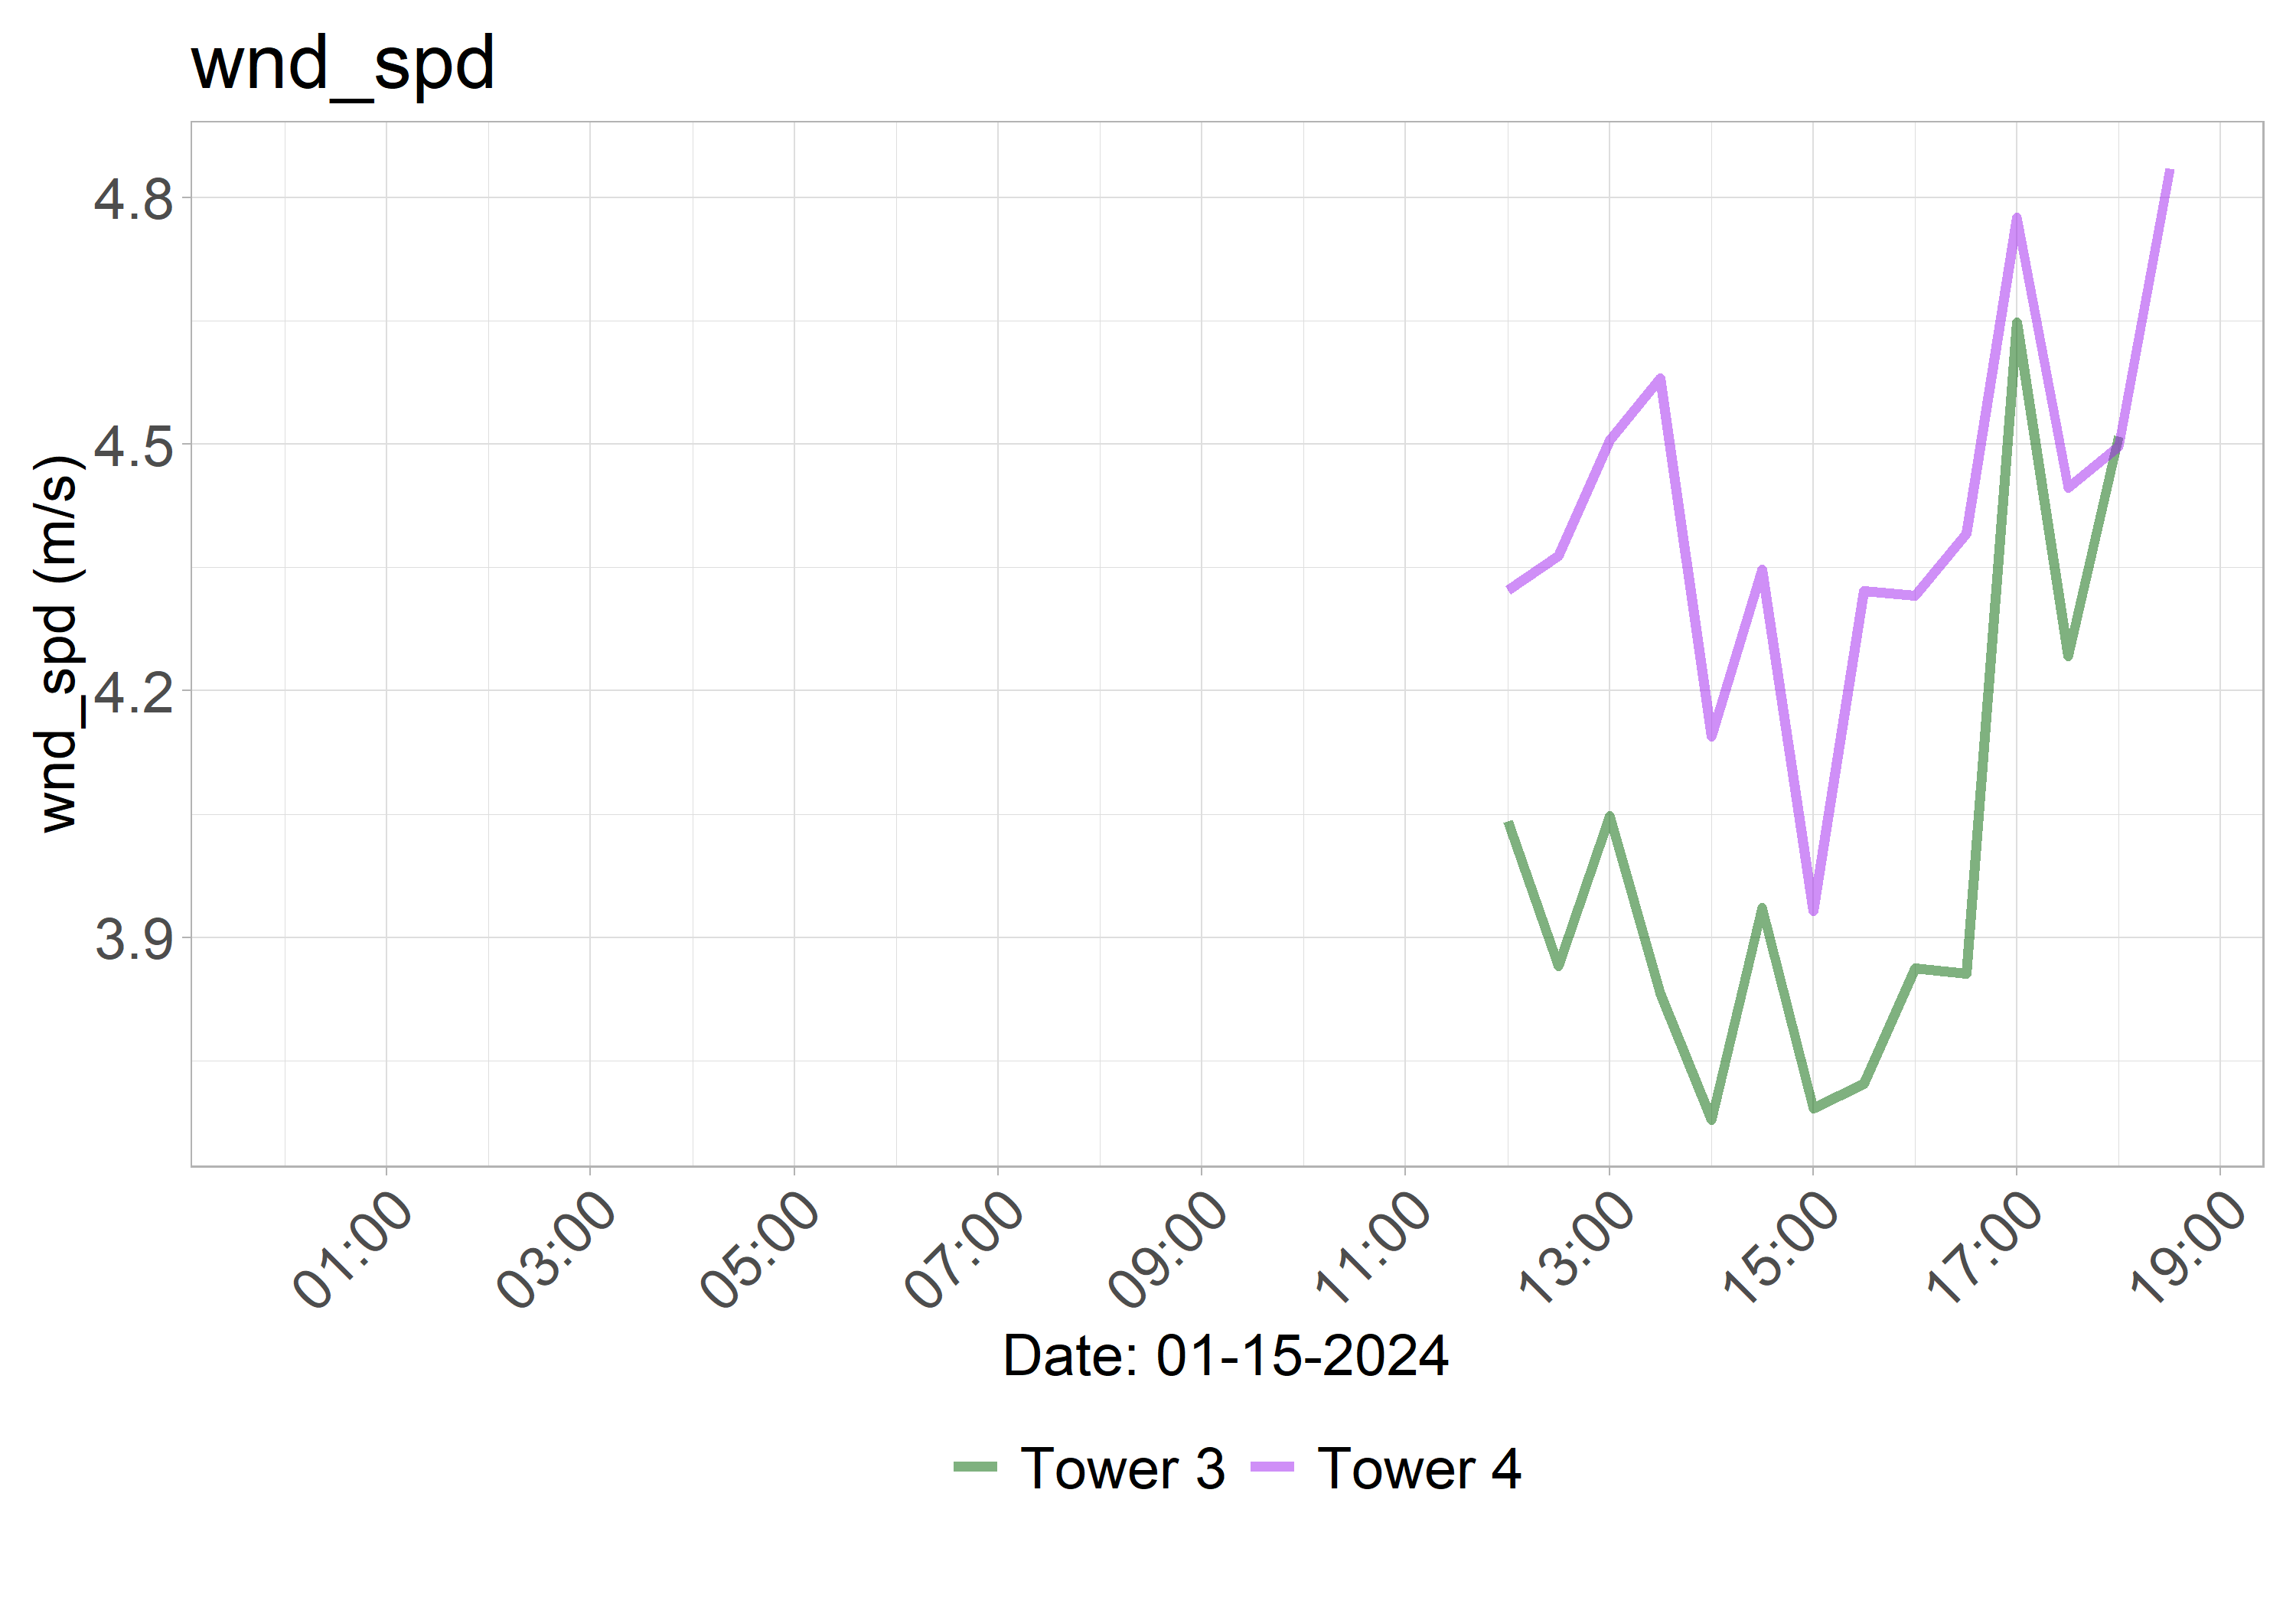 wnd_spd
wnd_spd (m/s)
4.8
4.5
4.2
3.9
01:00 03:00 05:00 07:00 09:00 11:00 13:00 15:00 17:00 19:00
Date: 01-15-2024
Tower 3 Tower 4